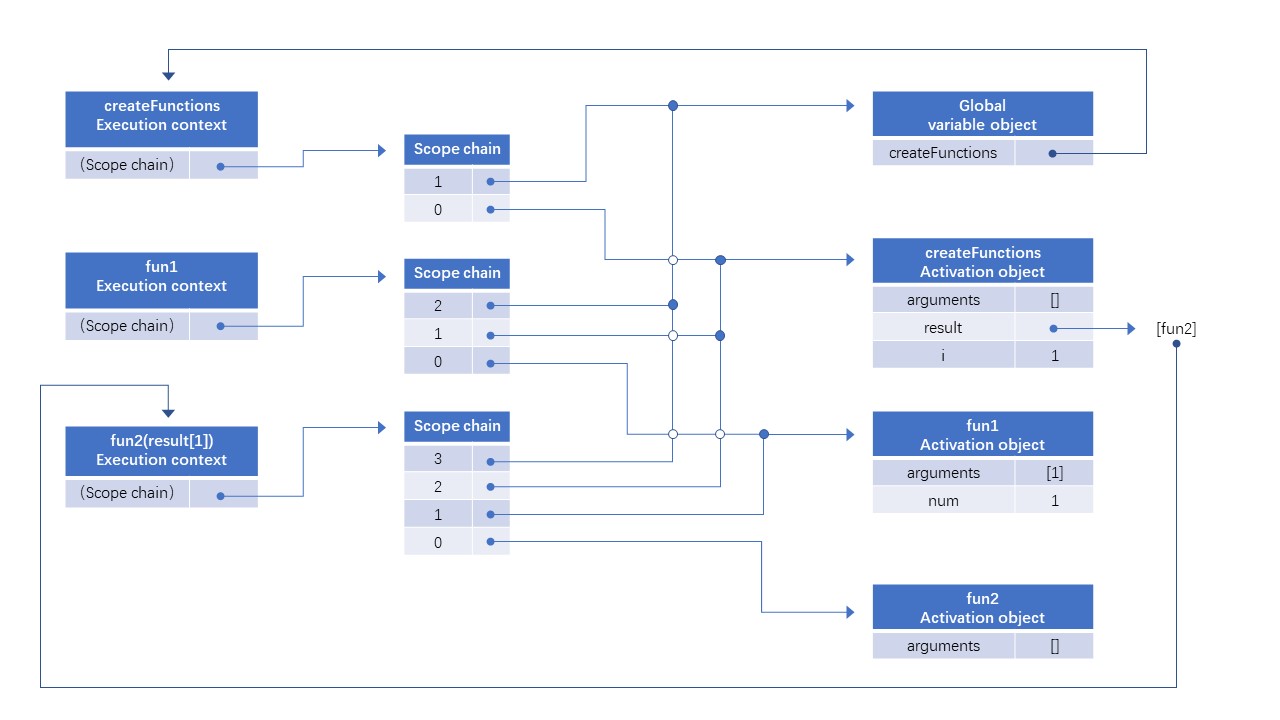 createFunctions
Execution context
(Scope chain)
Scope chain
1
0
Global
variable object
createFunctions
fun1
Execution context
(Scope chain)
Scope chain
2
1
0
createFunctions
Activation object
arguments []
result
i 1
[fun2]
fun2(result[1])
Execution context
(Scope chain)
Scope chain
3
2
1
0
fun1
Activation object
arguments [1]
num 1
fun2
Activation object
arguments []